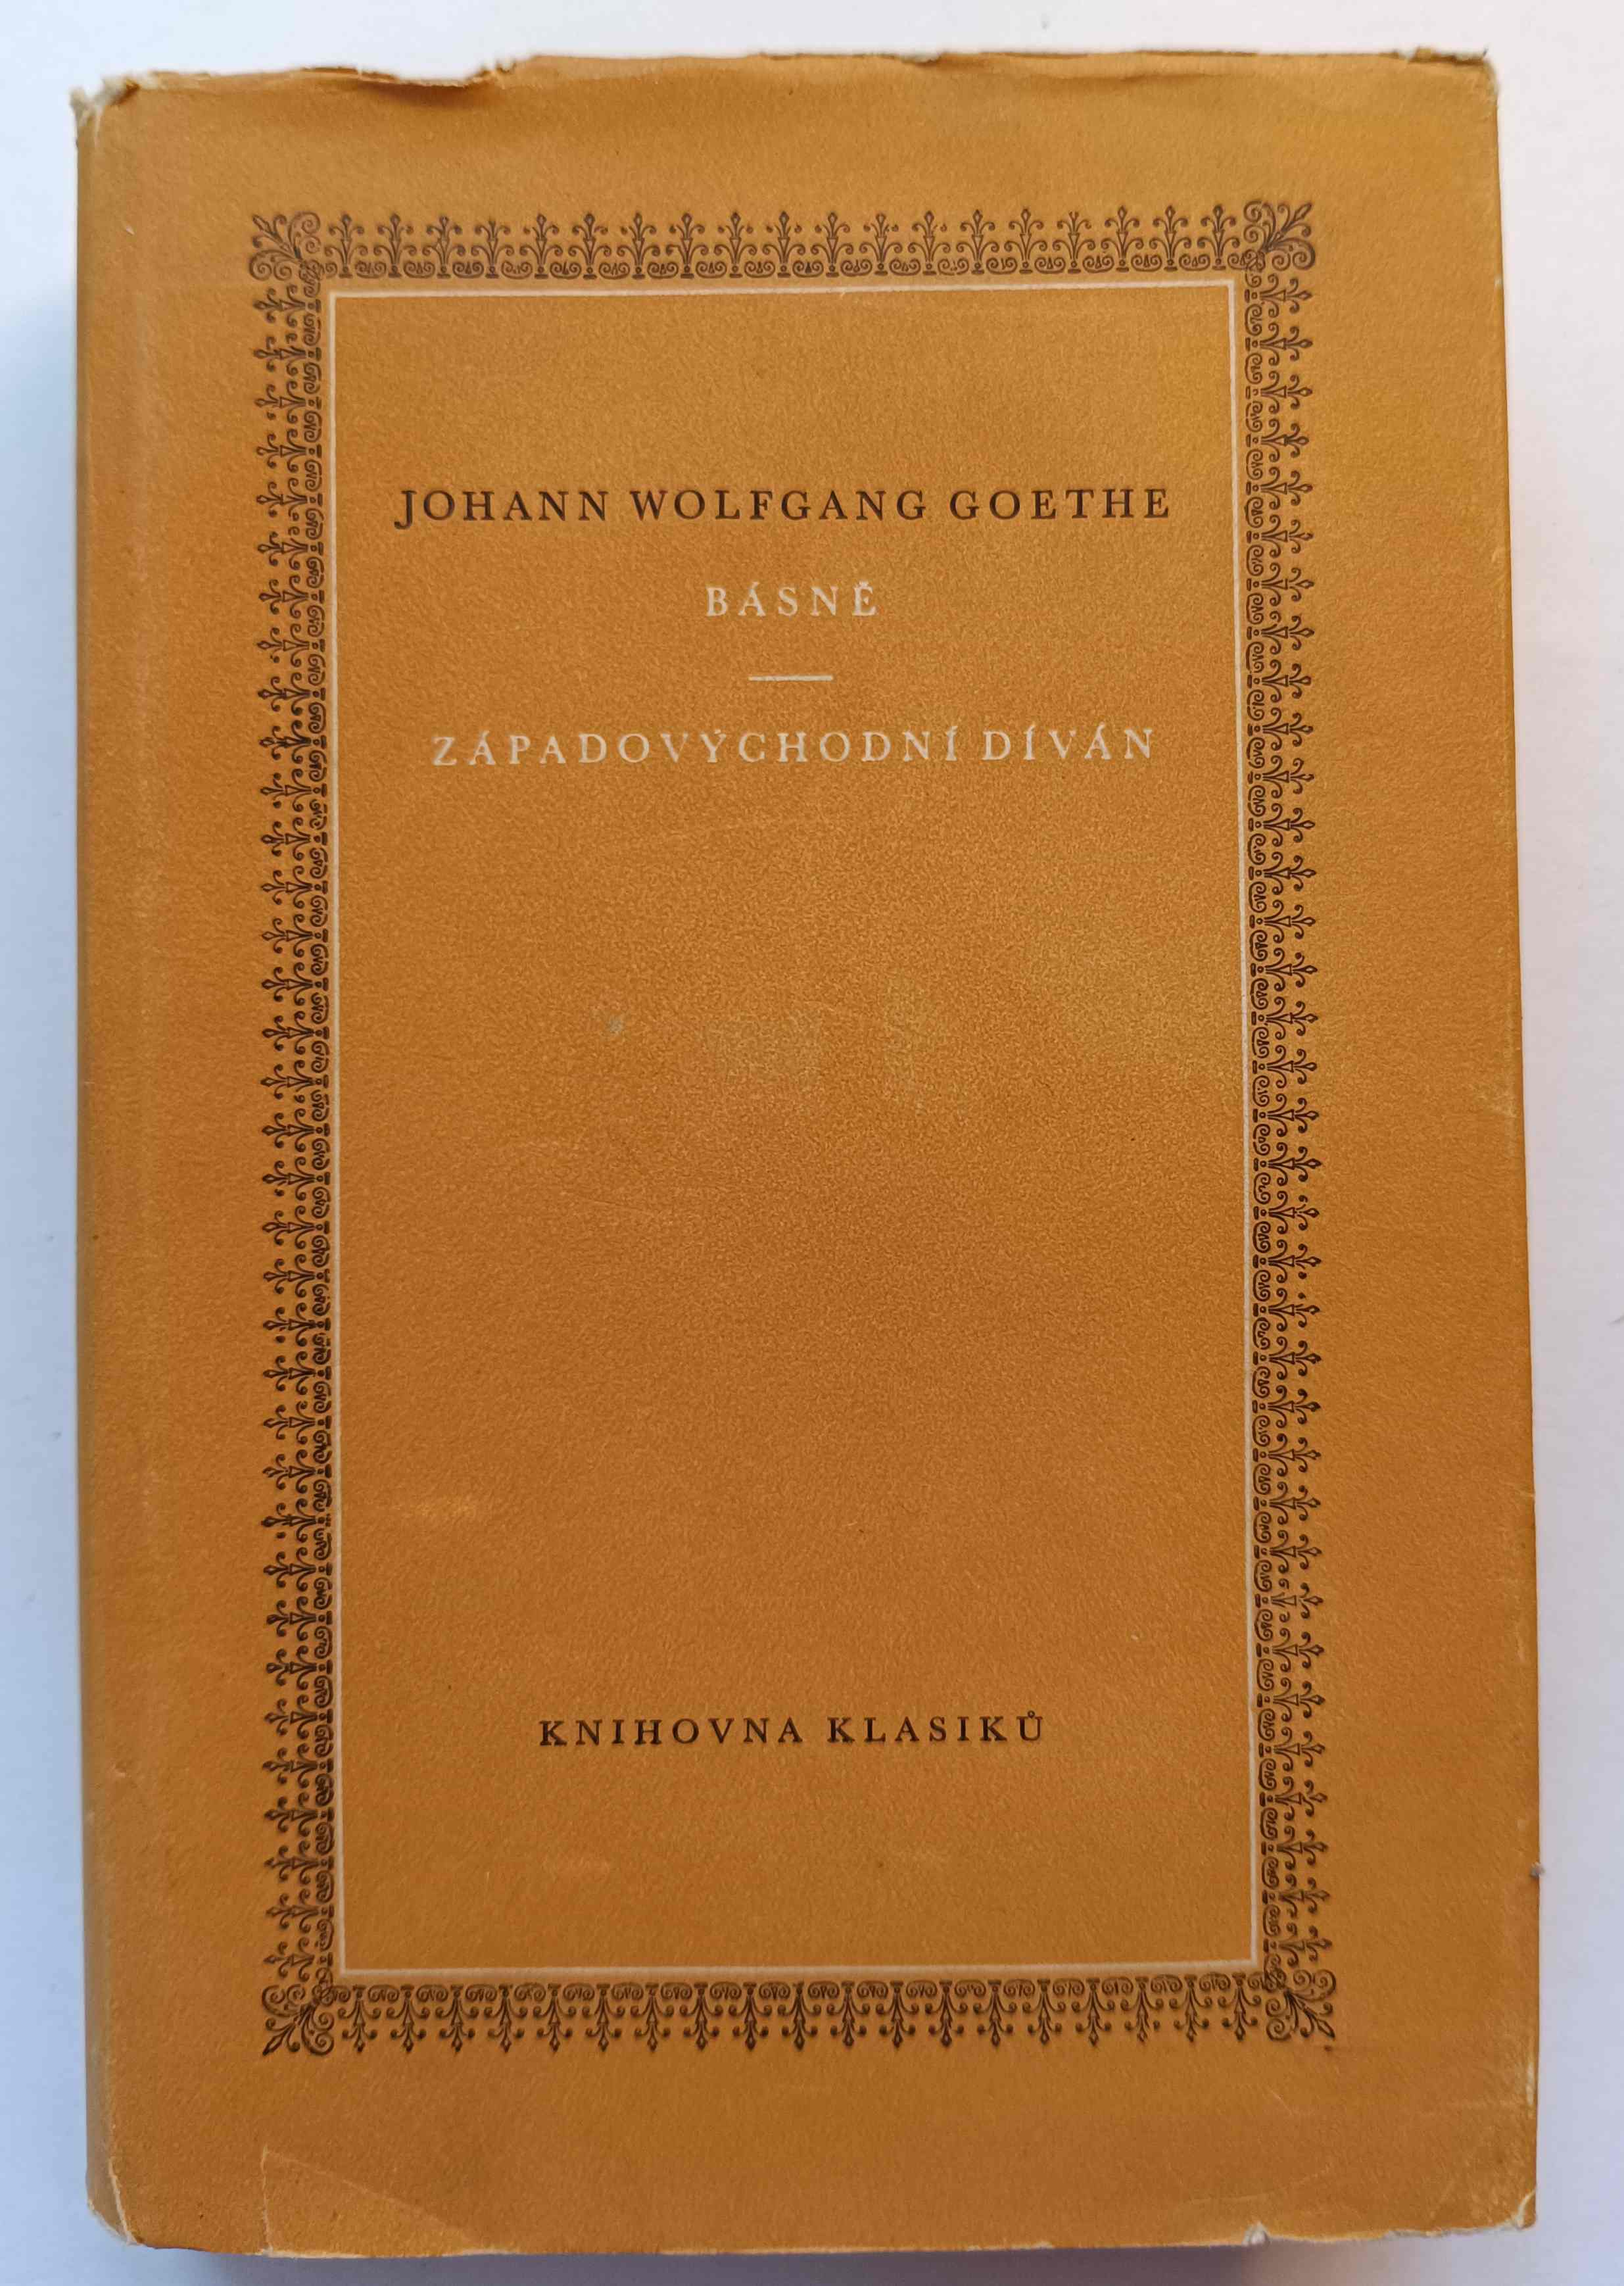 JOHANN WOLFGANG GOETHE
BÁSNĚ
ZÁPADOVÝCHODNÍ DÍVÁN
KNIHOVNA KLASIKŮ